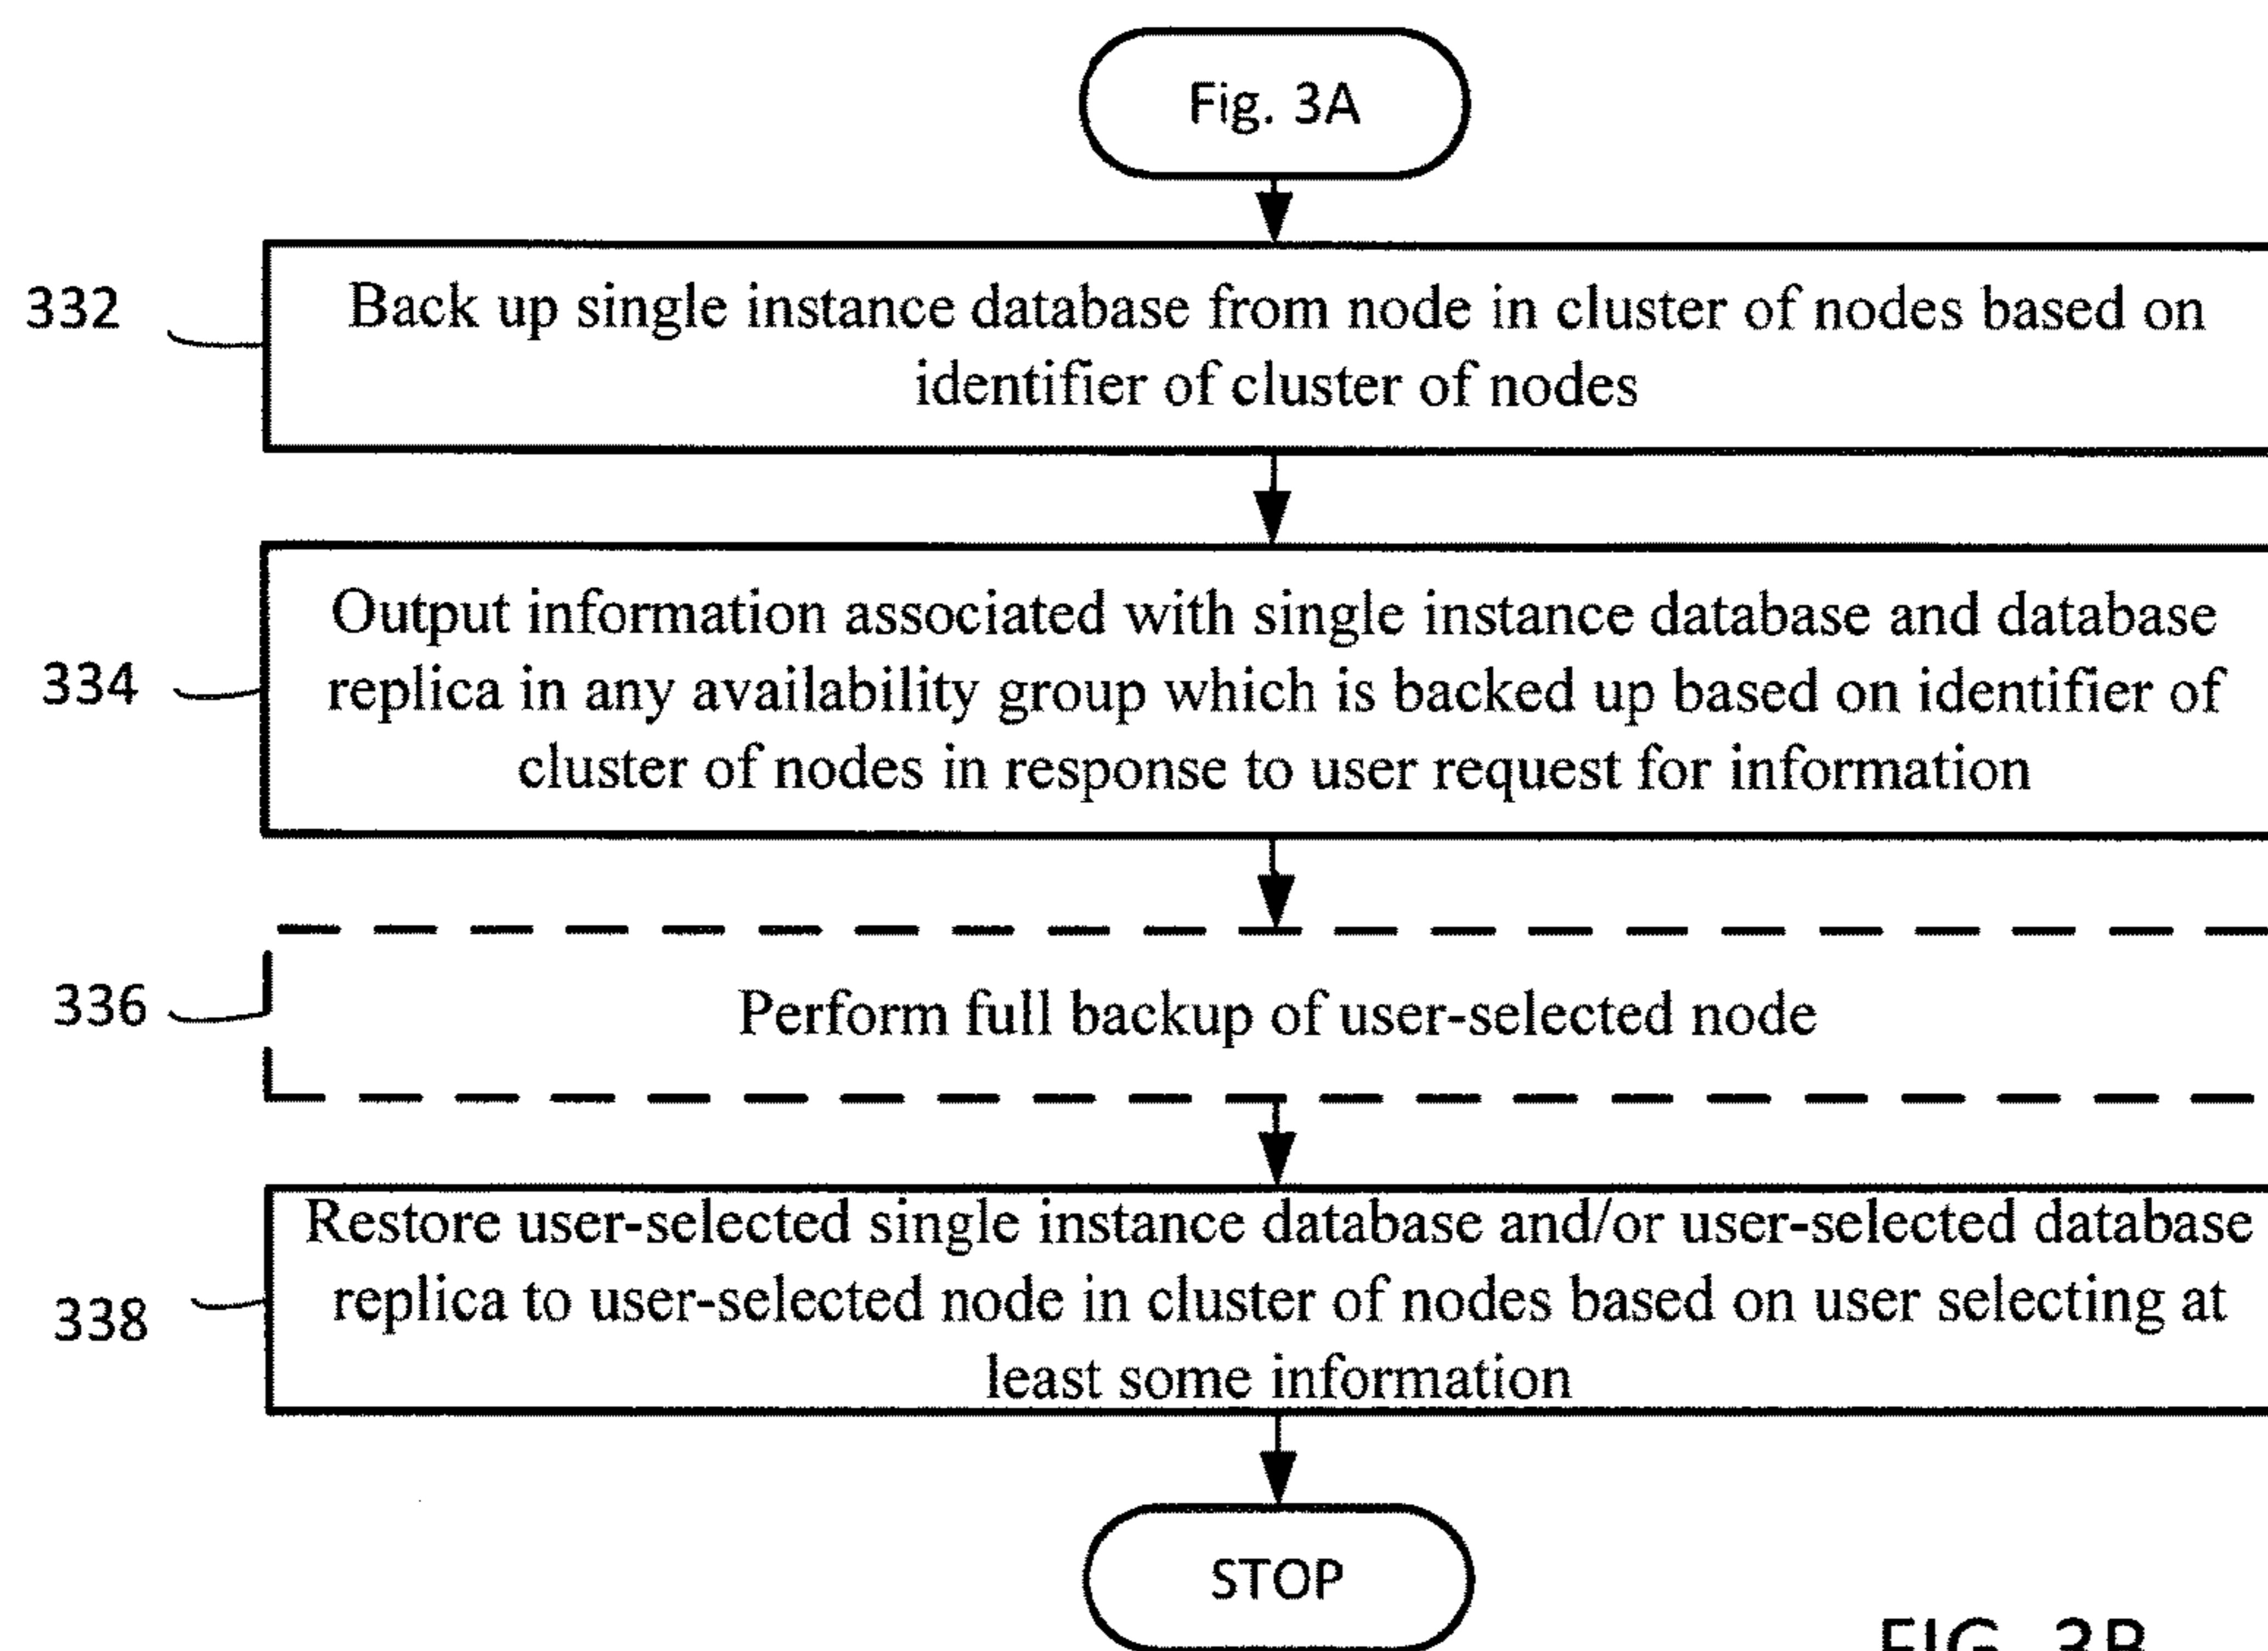 Fig. 3A
332
Back up single instance database from node in cluster of nodes based on
identifier of cluster of nodes
334
Output information associated with single instance database and database
replica in any availability group which is backed up based on identifier of
cluster of nodes in response to user request for information
336
Perform full backup of user-selected node
338
Restore user-selected single instance database and/or user-selected database
replica to user-selected node in cluster of nodes based on user selecting at
least some information
STOP
FIG. 3B